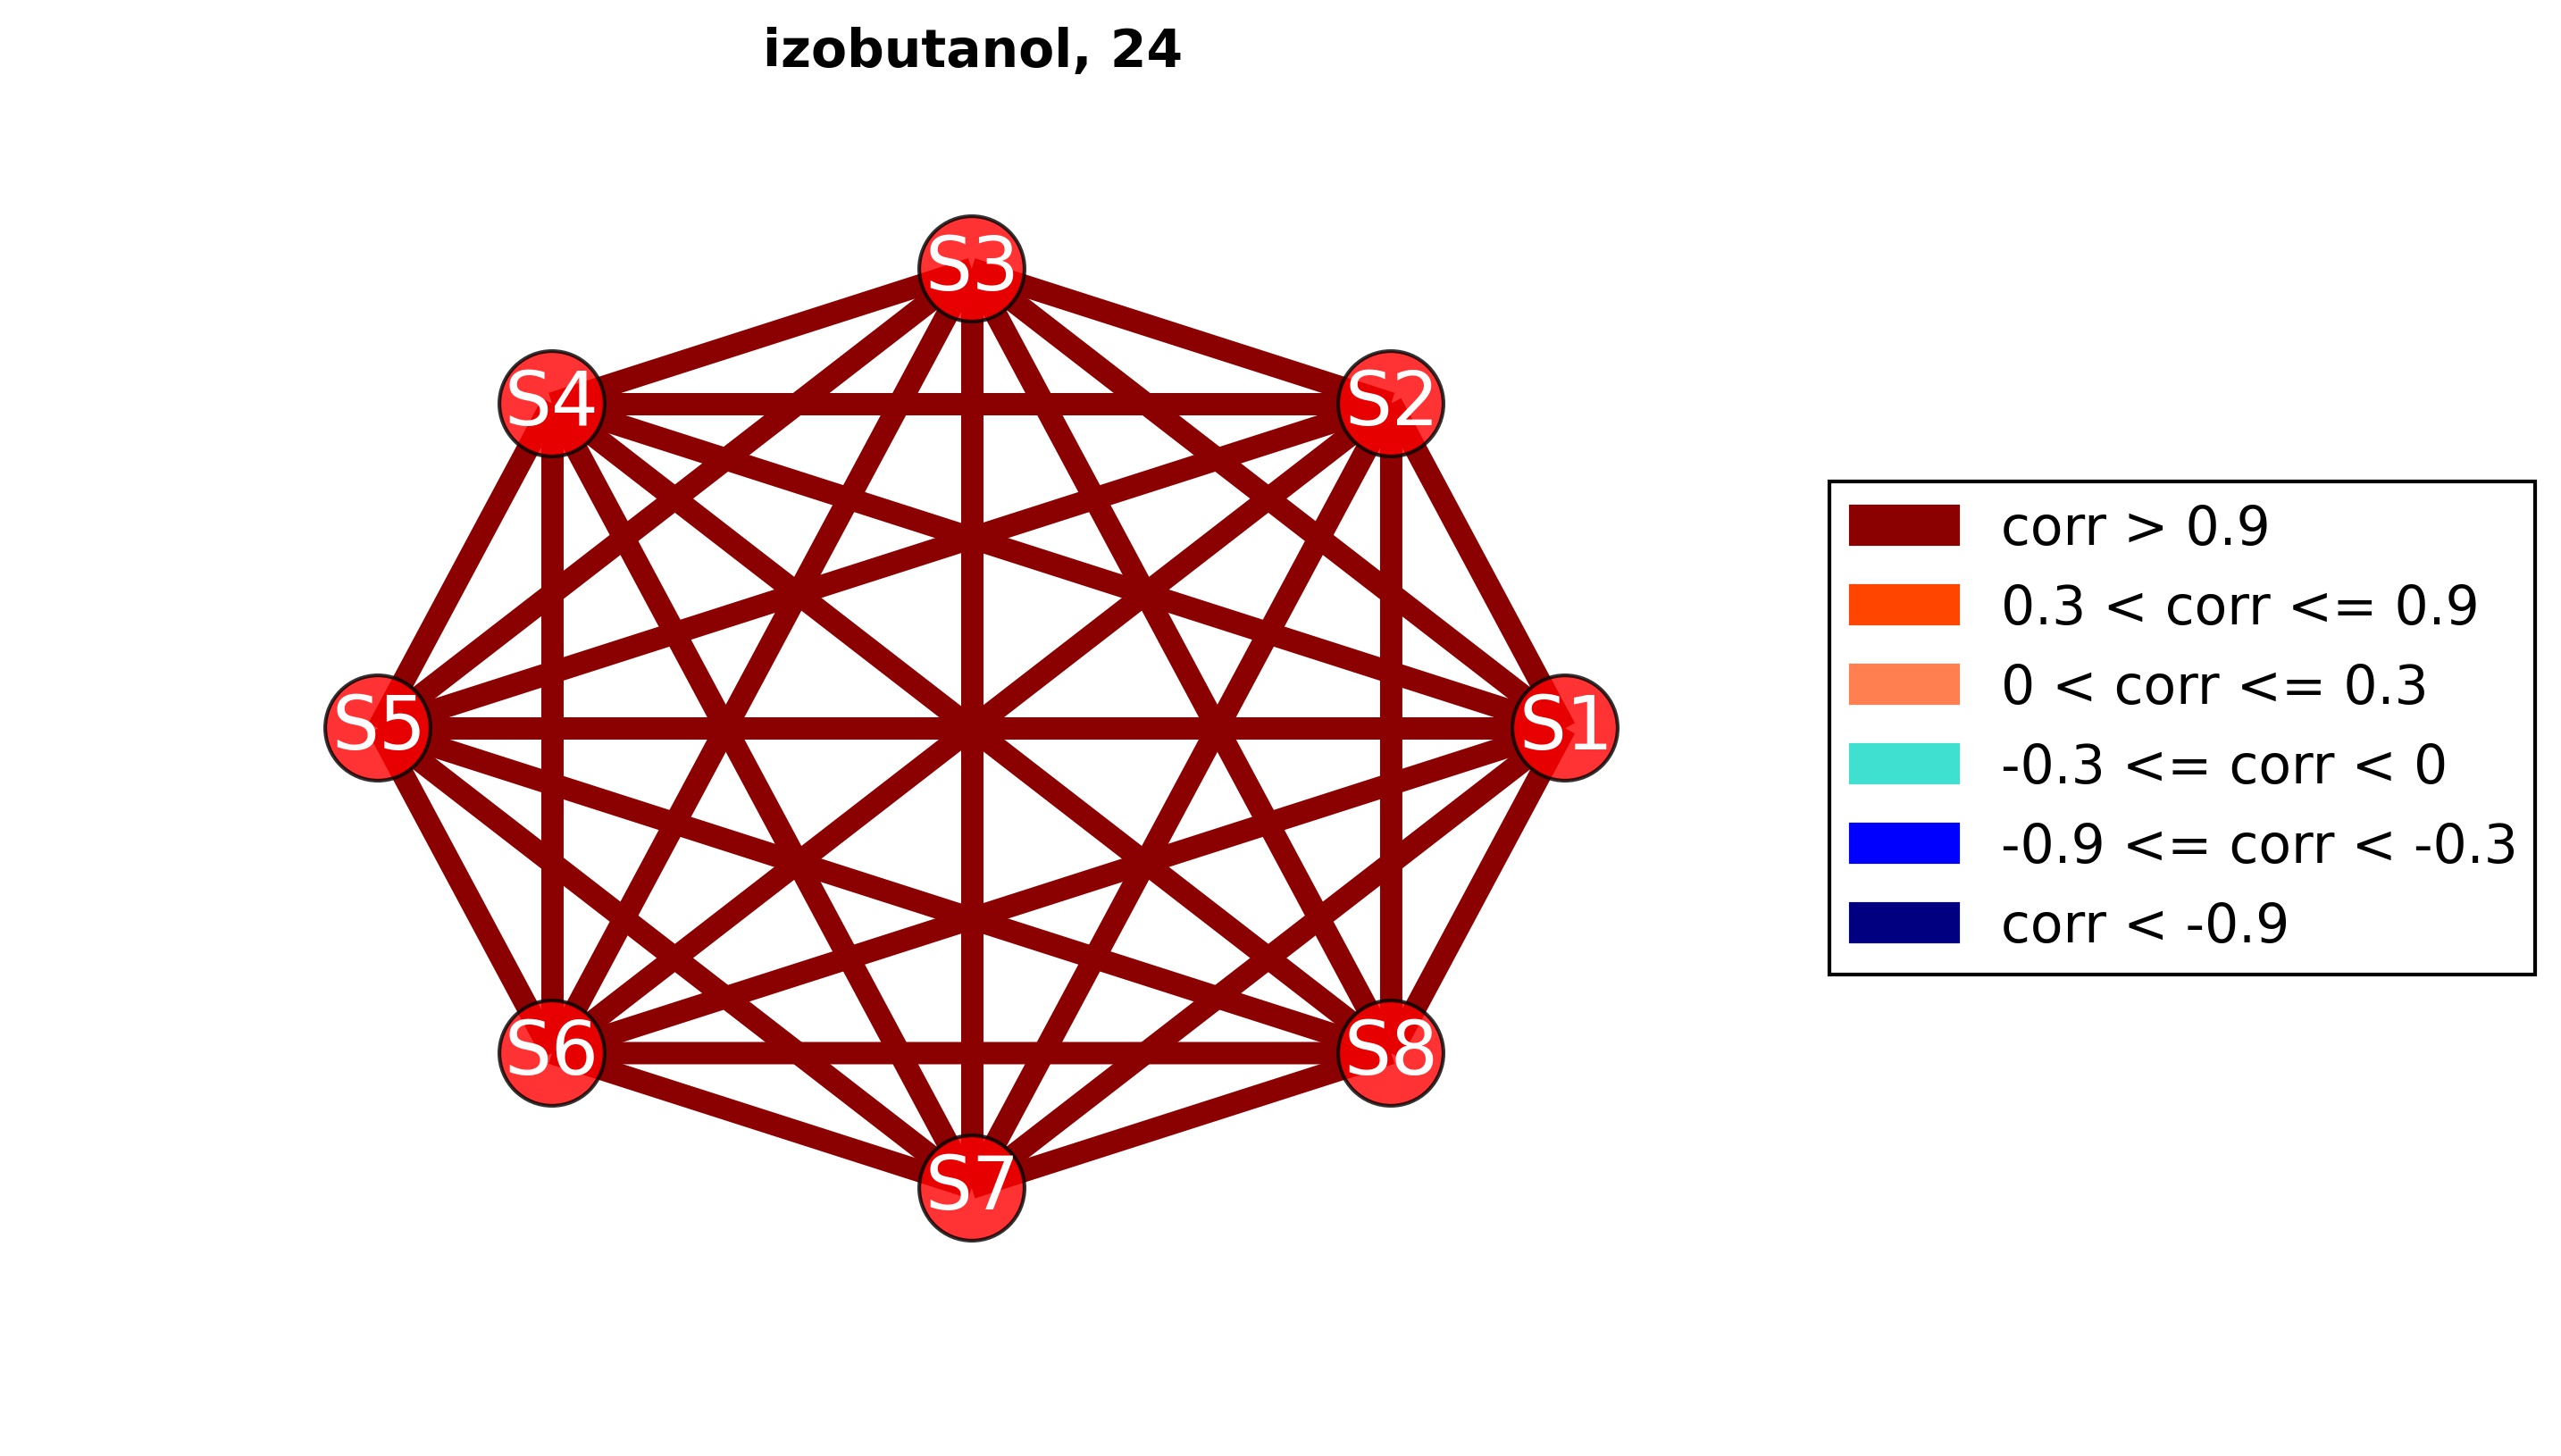 izobutanol, 24
S3
S4
S2
S5
S1
S6
S8
S7
corr > 0.9
0.3 < corr <= 0.9
0 < corr <= 0.3
-0.3 <= corr < 0
-0.9 <= corr < -0.3
corr < -0.9